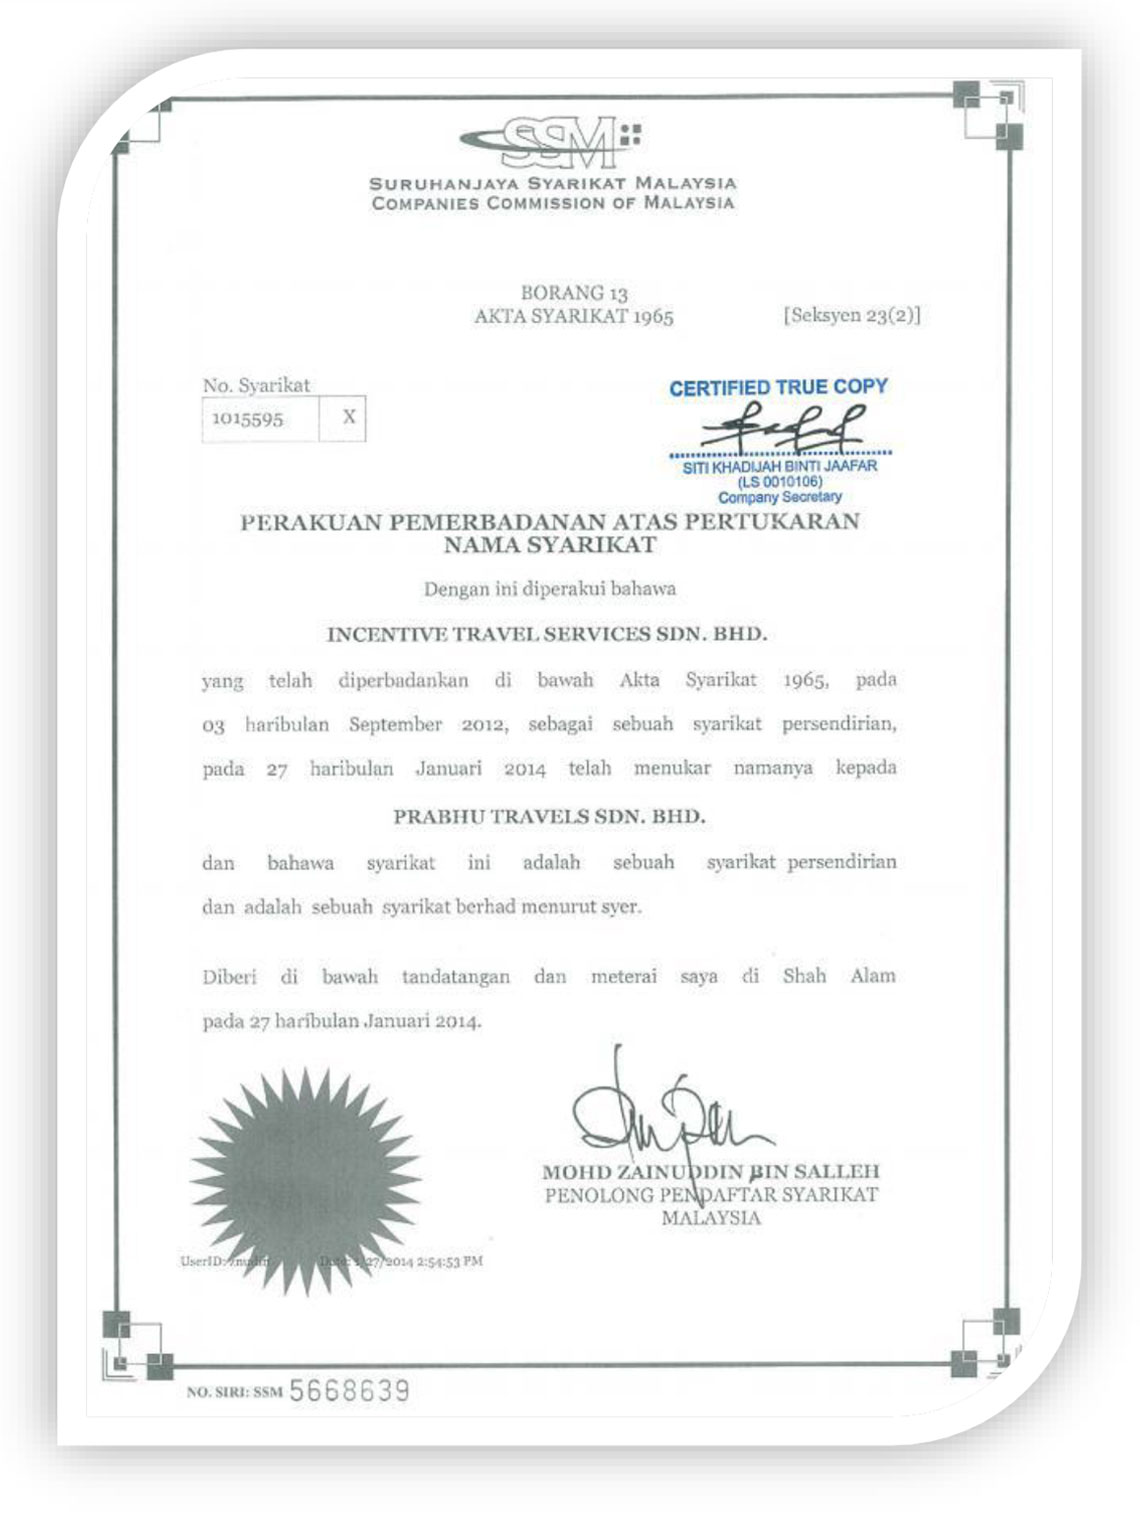 SSM
SURUHANJAYA SYARIKAT MALAYSIA
COMPANIES COMMISSION OF MALAYSIA
BORANG 13
AKTA SYARIKAT 1965 [Seksyen 23(2)]
No. Syarikat
1015595 X
CERTIFIED TRUE COPY
SITI KHADIJAH BINTI JAAFAR
(LS 0010106)
Company Secretary
PERAKUAN PEMERBADANAN ATAS PERTUKARAN
NAMA SYARIKAT
Dengan ini diperakui bahawa
INCENTIVE TRAVEL SERVICES SDN. BHD.
yang telah diperbadankan di bawah Akta Syarikat 1965, pada
03 haribulan September 2012, sebagai sebuah syarikat persendirian,
pada 27 haribulan Januari 2014 telah menukar namanya kepada
PRABHU TRAVELS SDN. BHD.
dan bahawa syarikat ini adalah sebuah syarikat persendirian
dan adalah sebuah syarikat berhad menurut syer.
Diberi di bawah tandatangan dan meterai saya di Shah Alam
pada 27 haribulan Januari 2014.
MOHD ZAINUDDIN BIN SALLEH
PENOLONG PENDAFTAR SYARIKAT
MALAYSIA
UserID: Date: 1/27/2014 2:54:53 PM
NO. SIRI: SSM 5668639